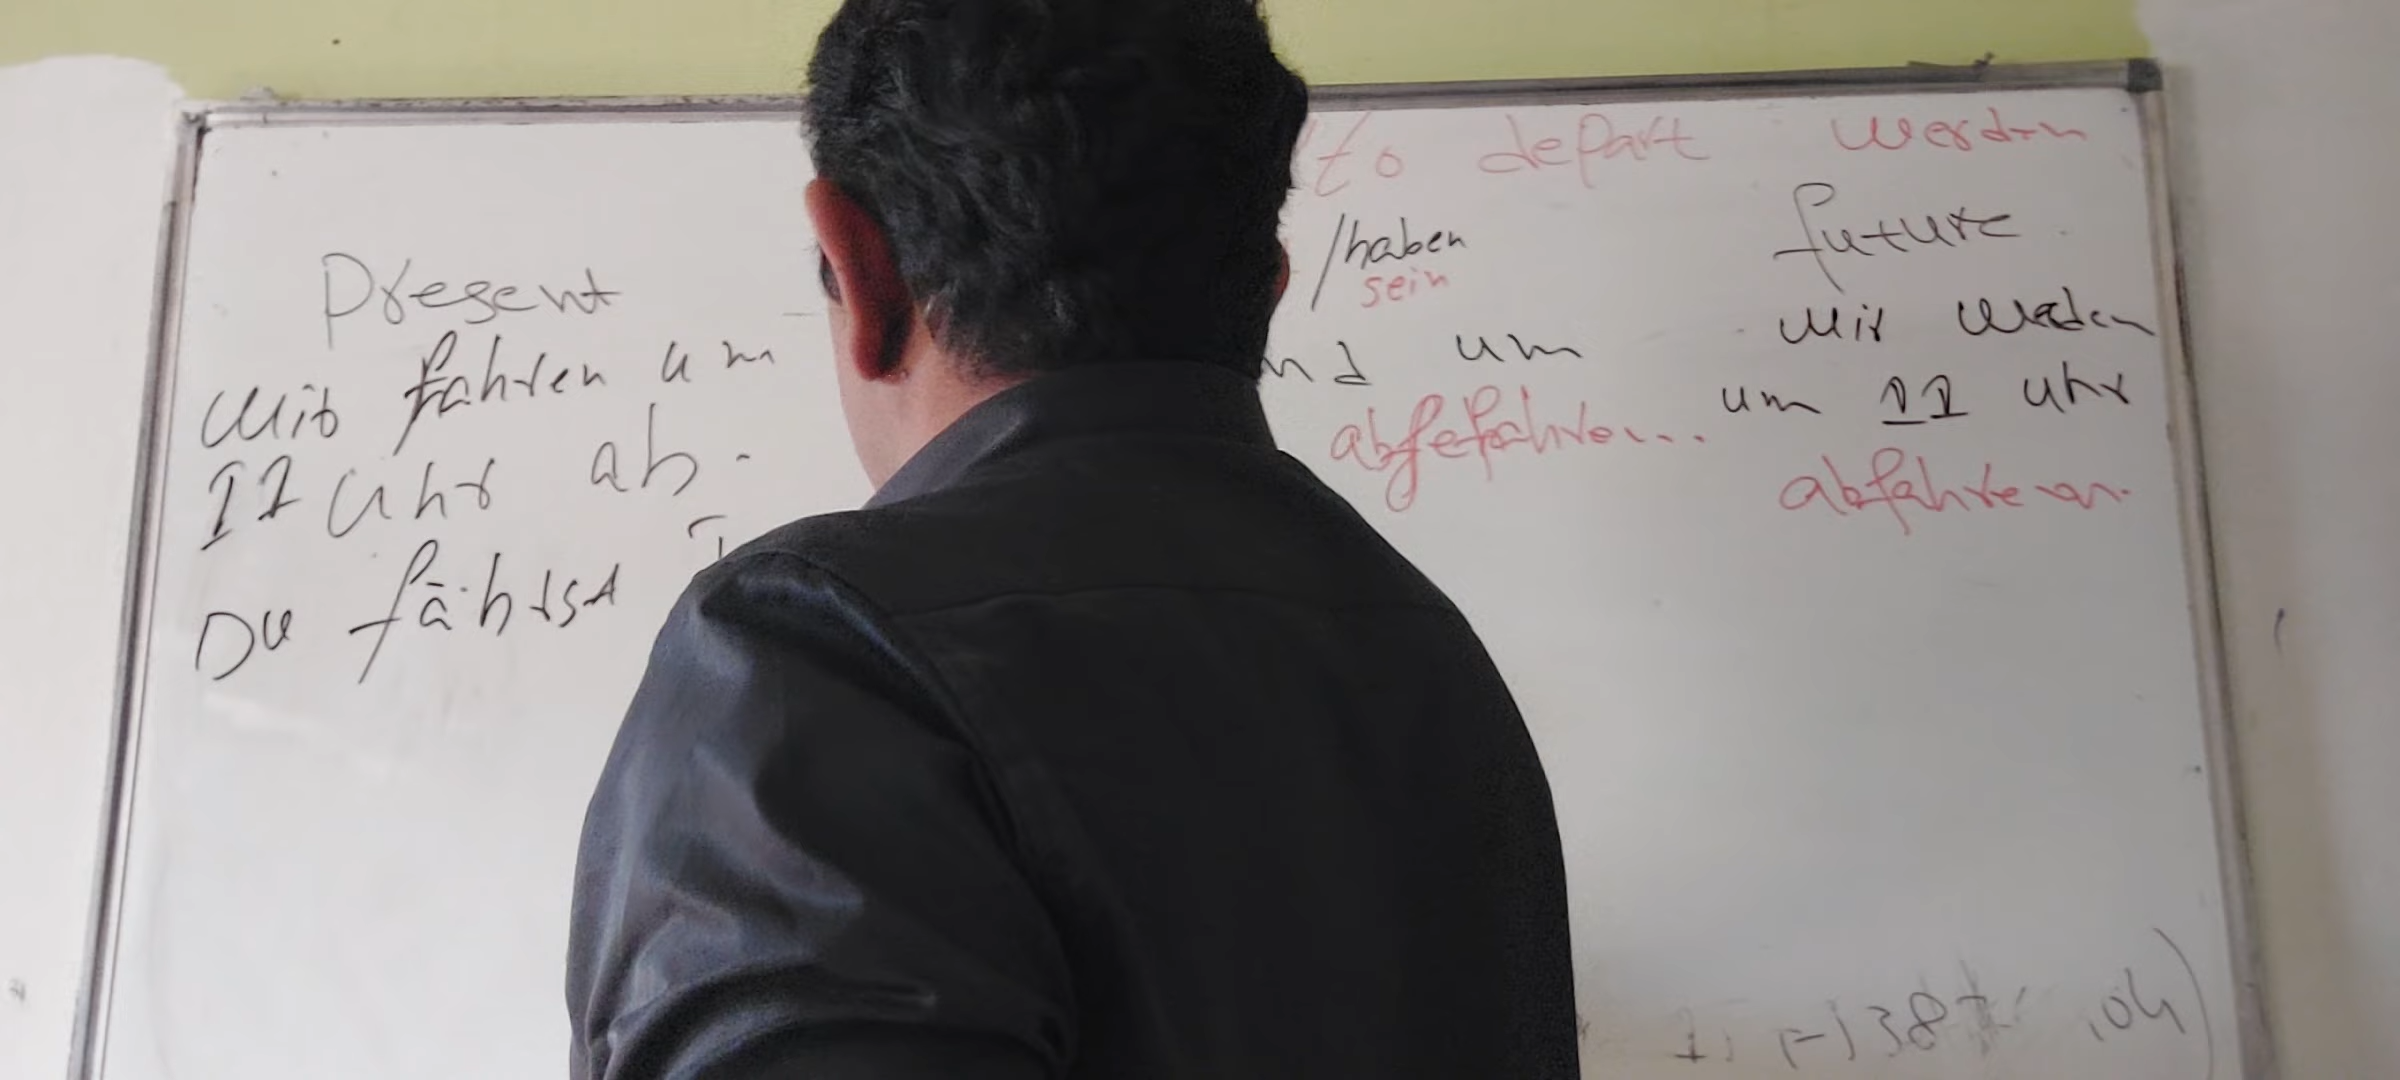 to depart werden
Present
/haben
sein
future
Wir fahren um
11 Uhr ab.
Du fährst
nd um
abgefahren...
Wir werden
um 11 Uhr
abfahren.